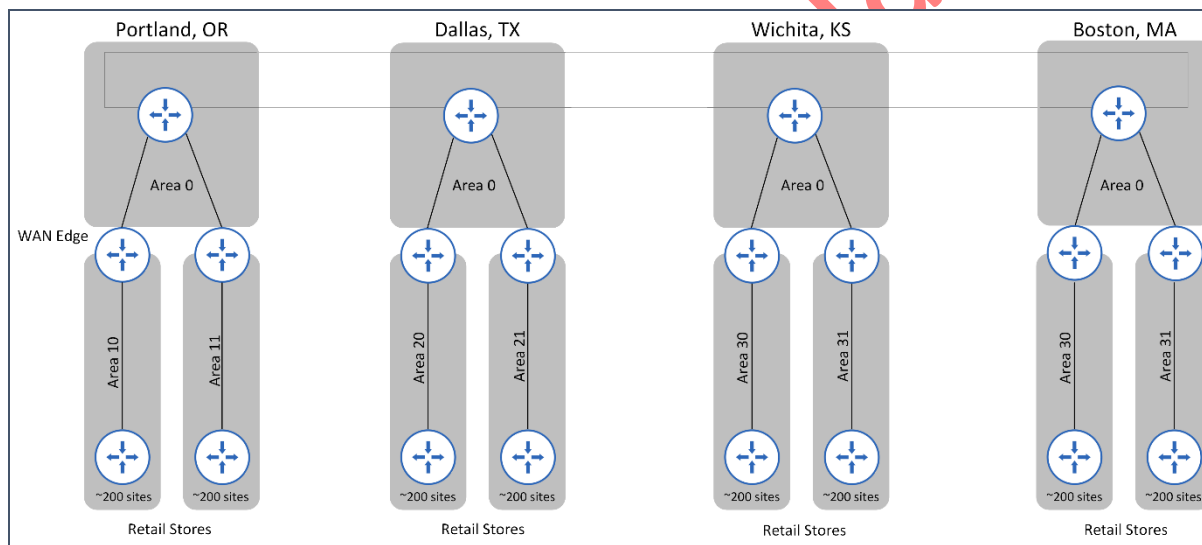 Portland, OR
Dallas, TX
Wichita, KS
Boston, MA
Area 0
Area 0
Area 0
Area 0
WAN Edge
Area 10
Area 11
Area 20
Area 21
Area 30
Area 31
Area 30
Area 31
~200 sites
~200 sites
~200 sites
~200 sites
~200 sites
~200 sites
~200 sites
~200 sites
Retail Stores
Retail Stores
Retail Stores
Retail Stores